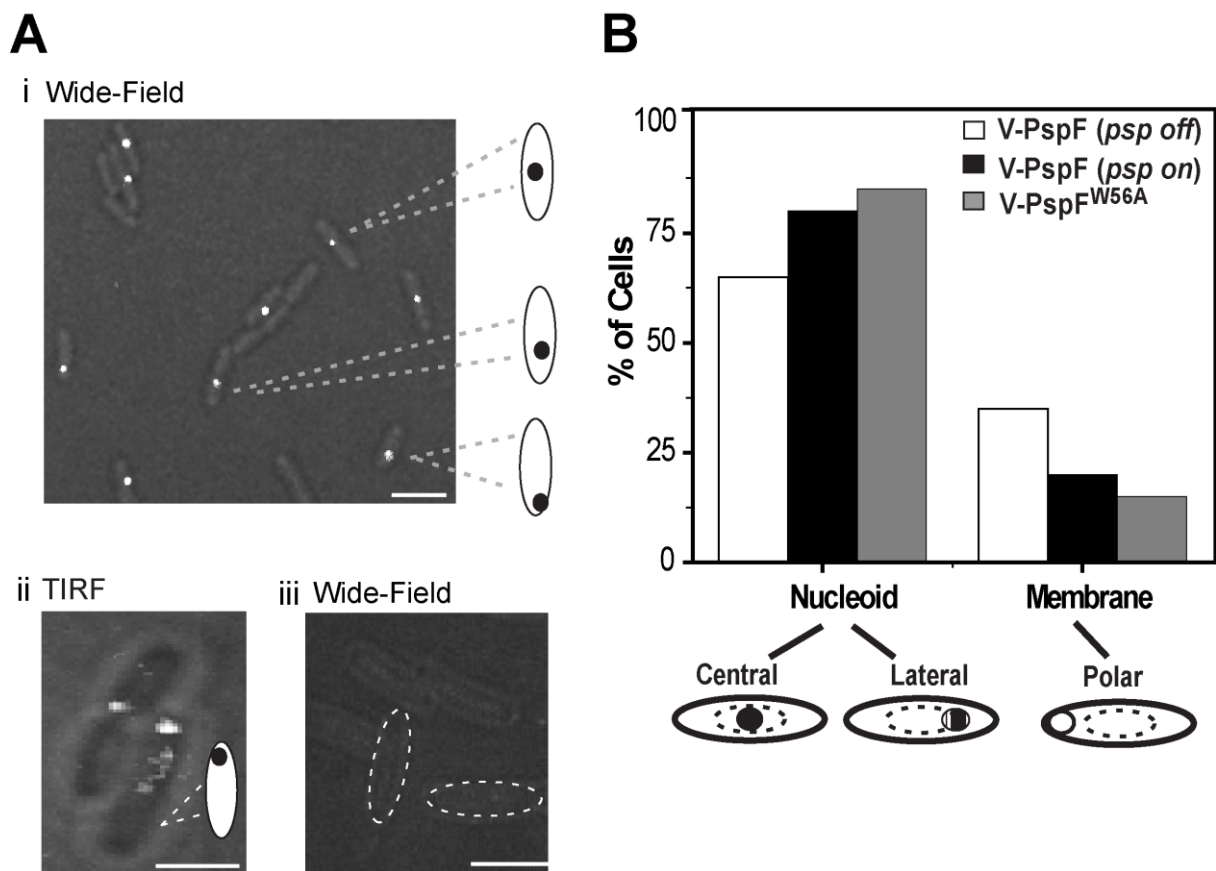 A
i Wide-Field
ii TIRF
iii Wide-Field
B
100
75
50
25
0
% of Cells
V-PspF (psp off)
V-PspF (psp on)
V-PspF^W56A
Nucleoid
Membrane
Central
Lateral
Polar